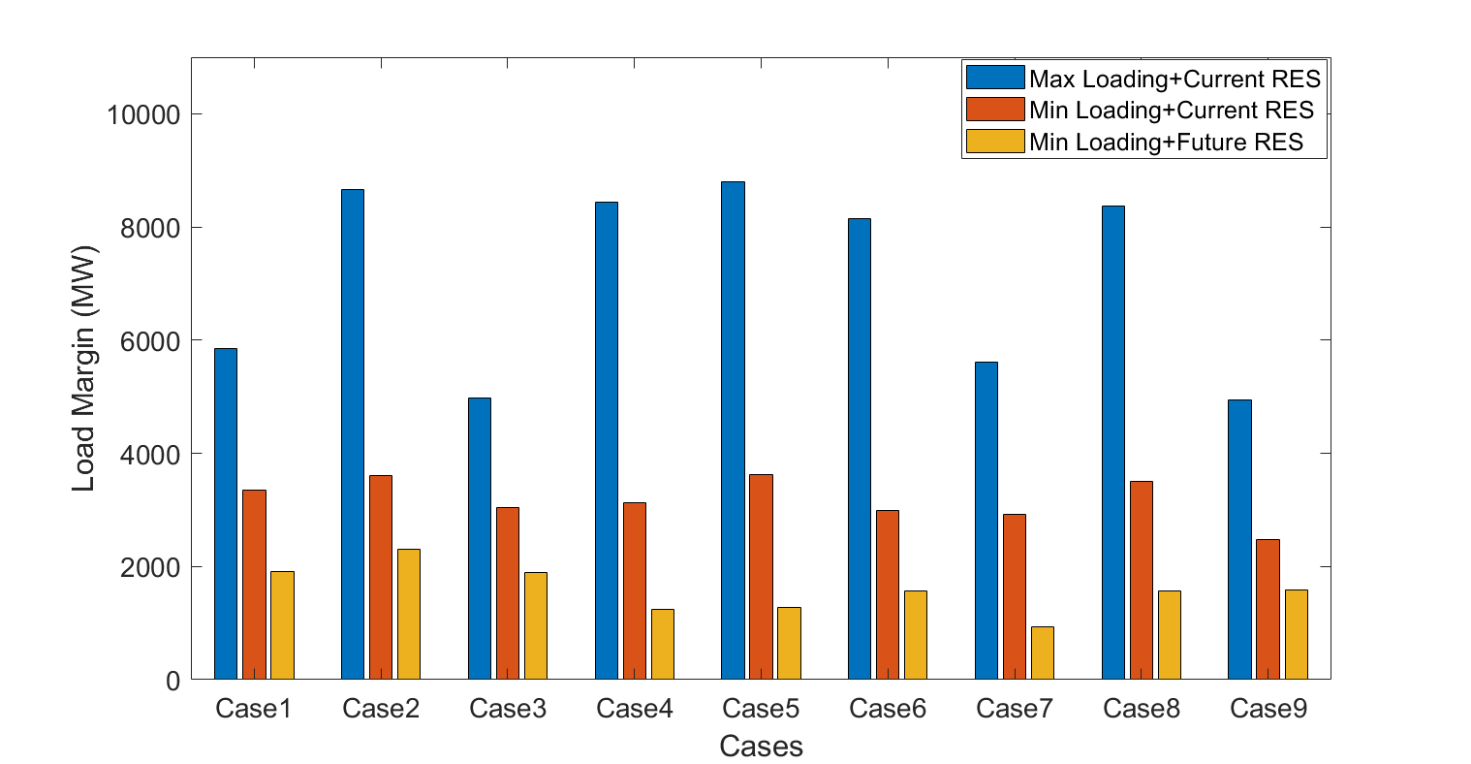 Max Loading+Current RES
Min Loading+Current RES
Min Loading+Future RES
10000
8000
6000
4000
2000
0
Load Margin (MW)
Case1 Case2 Case3 Case4 Case5 Case6 Case7 Case8 Case9
Cases